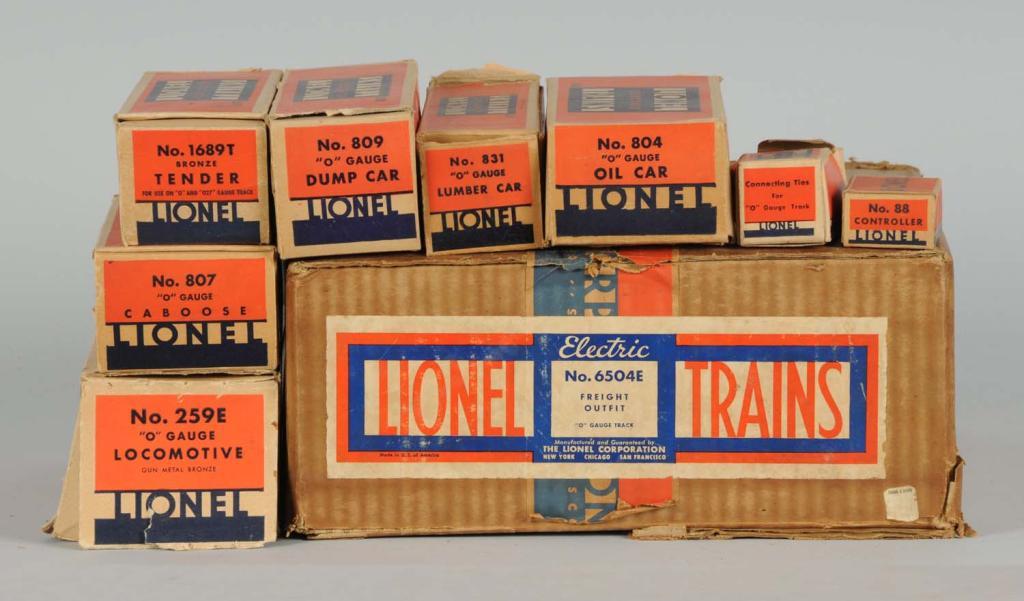 No. 1689T
BRONZE
TENDER
FOR USE ON "O" AND "027" GAUGE TRACK
LIONEL
No. 809
"O" GAUGE
DUMP CAR
LIONEL
No. 831
"O" GAUGE
LUMBER CAR
LIONEL
No. 804
"O" GAUGE
OIL CAR
LIONEL
Connecting Ties
For
"O" Gauge Track
LIONEL
No. 88
CONTROLLER
LIONEL
No. 807
"O" GAUGE
CABOOSE
LIONEL
No. 259E
"O" GAUGE
LOCOMOTIVE
GUN METAL BRONZE
LIONEL
LIONEL
Electric
No. 6504E
FREIGHT
OUTFIT
"O" GAUGE TRACK
Manufactured and Guaranteed by
THE LIONEL CORPORATION
NEW YORK CHICAGO SAN FRANCISCO
TRAINS
Made in U.S. of America